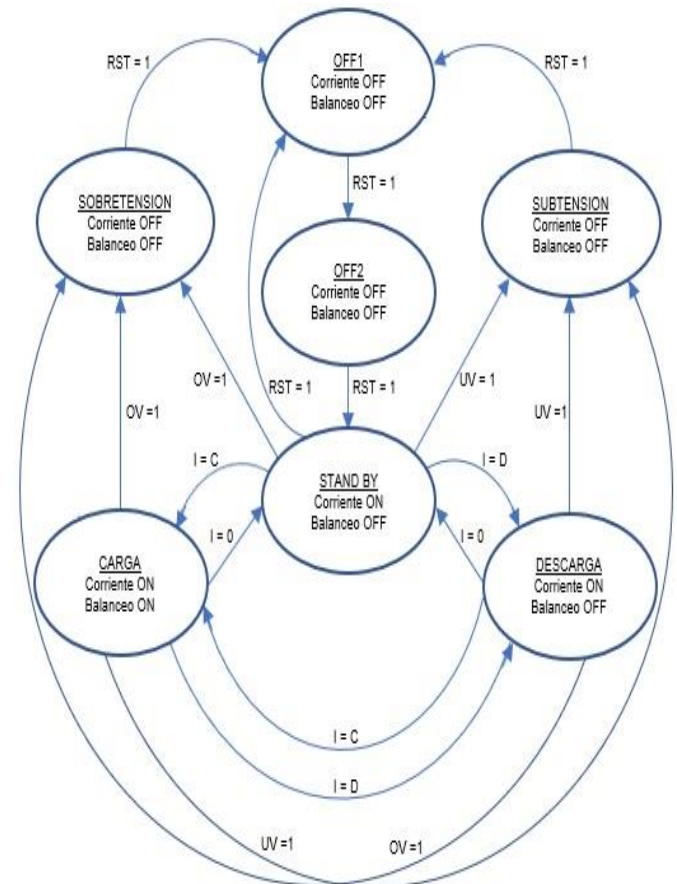 OFF1
Corriente OFF
Balanceo OFF
RST = 1
RST = 1
RST = 1
SOBRETENSION
Corriente OFF
Balanceo OFF
SUBTENSION
Corriente OFF
Balanceo OFF
OFF2
Corriente OFF
Balanceo OFF
OV =1
RST = 1
RST = 1
UV = 1
OV =1
UV =1
I = C
I = D
STAND BY
Corriente ON
Balanceo OFF
I = 0
I = 0
CARGA
Corriente ON
Balanceo ON
DESCARGA
Corriente ON
Balanceo OFF
I = C
I = D
UV =1
OV =1